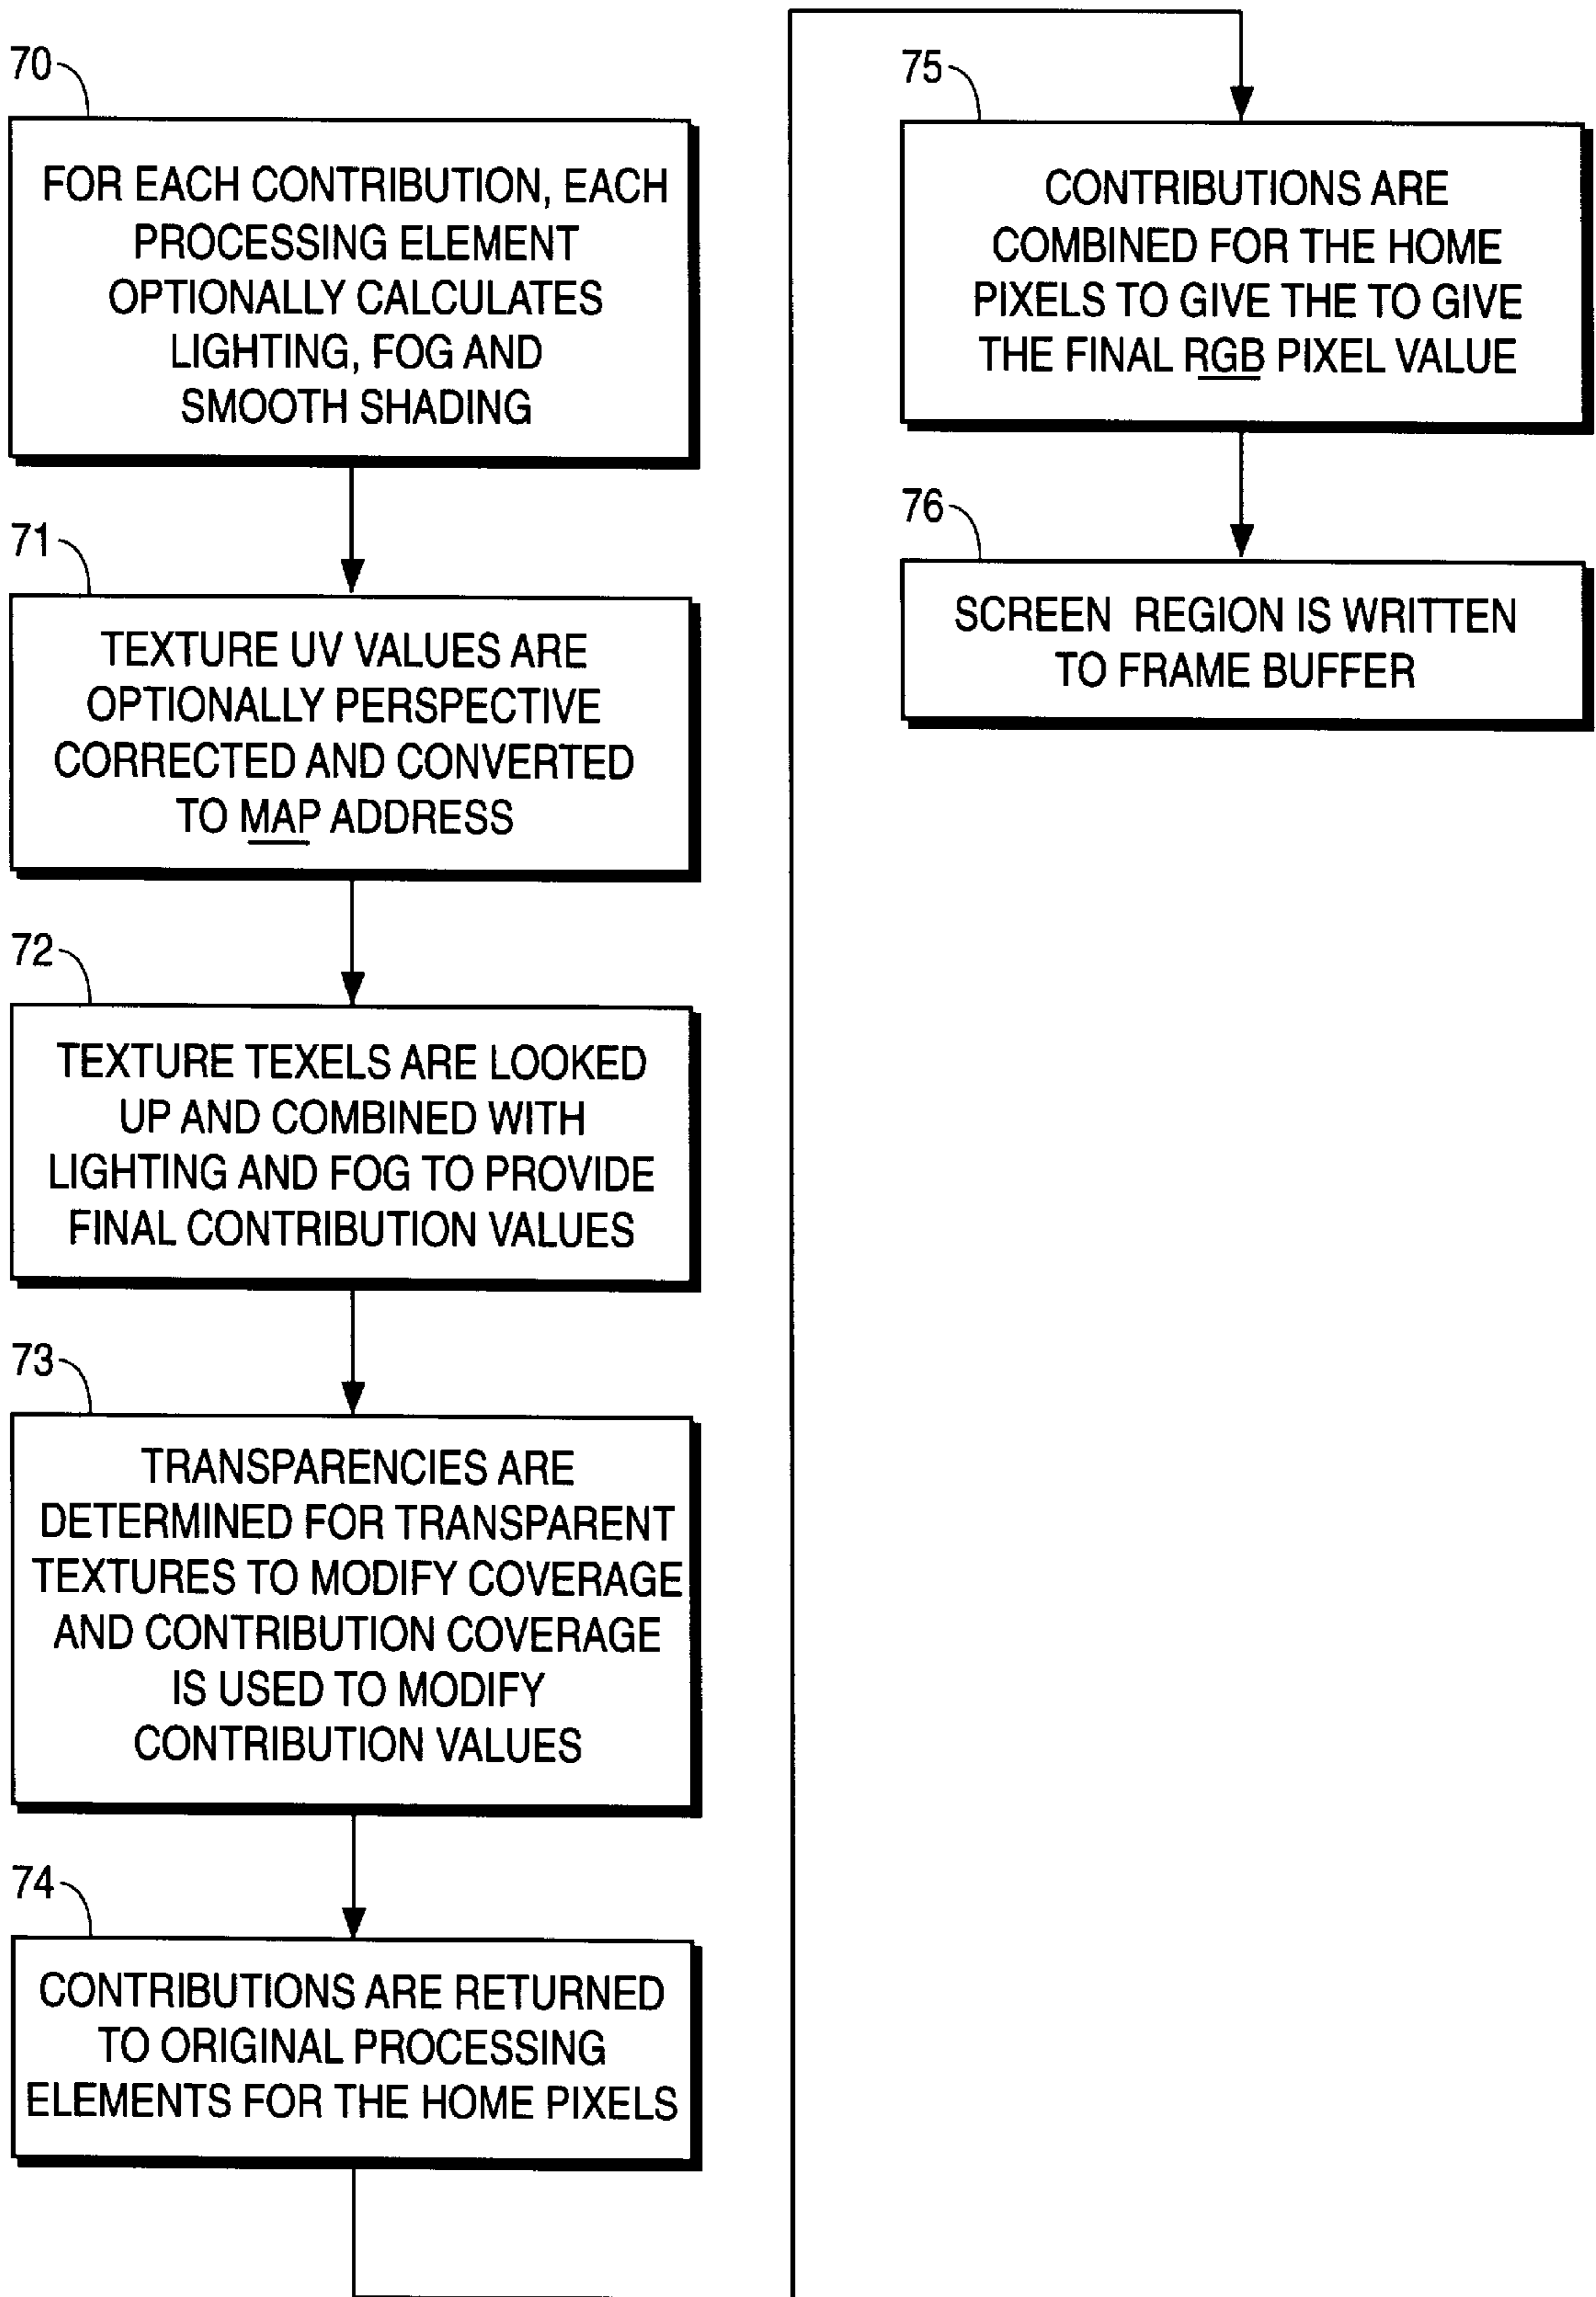 70
FOR EACH CONTRIBUTION, EACH
PROCESSING ELEMENT
OPTIONALLY CALCULATES
LIGHTING, FOG AND
SMOOTH SHADING
71
TEXTURE UV VALUES ARE
OPTIONALLY PERSPECTIVE
CORRECTED AND CONVERTED
TO MAP ADDRESS
72
TEXTURE TEXELS ARE LOOKED
UP AND COMBINED WITH
LIGHTING AND FOG TO PROVIDE
FINAL CONTRIBUTION VALUES
73
TRANSPARENCIES ARE
DETERMINED FOR TRANSPARENT
TEXTURES TO MODIFY COVERAGE
AND CONTRIBUTION COVERAGE
IS USED TO MODIFY
CONTRIBUTION VALUES
74
CONTRIBUTIONS ARE RETURNED
TO ORIGINAL PROCESSING
ELEMENTS FOR THE HOME PIXELS
75
CONTRIBUTIONS ARE
COMBINED FOR THE HOME
PIXELS TO GIVE THE TO GIVE
THE FINAL RGB PIXEL VALUE
76
SCREEN REGION IS WRITTEN
TO FRAME BUFFER